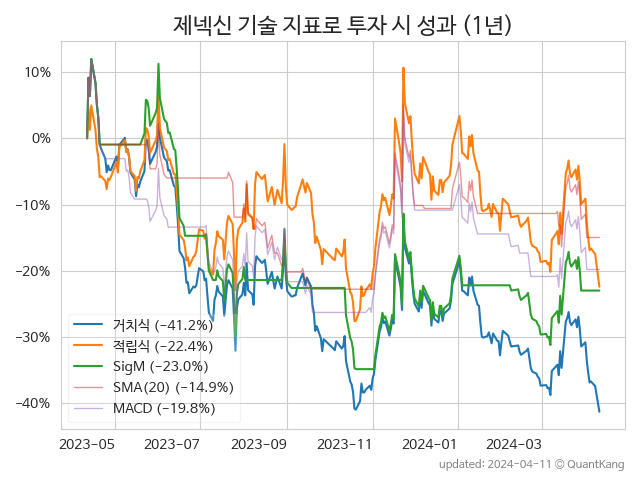 제넥신 기술 지표로 투자 시 성과 (1년)
10%
0%
−10%
−20%
−30%
−40%
거치식 (−41.2%)
적립식 (−22.4%)
SigM (−23.0%)
SMA(20) (−14.9%)
MACD (−19.8%)
2023−05 2023−07 2023−09 2023−11 2024−01 2024−03
updated: 2024−04−11 © QuantKang